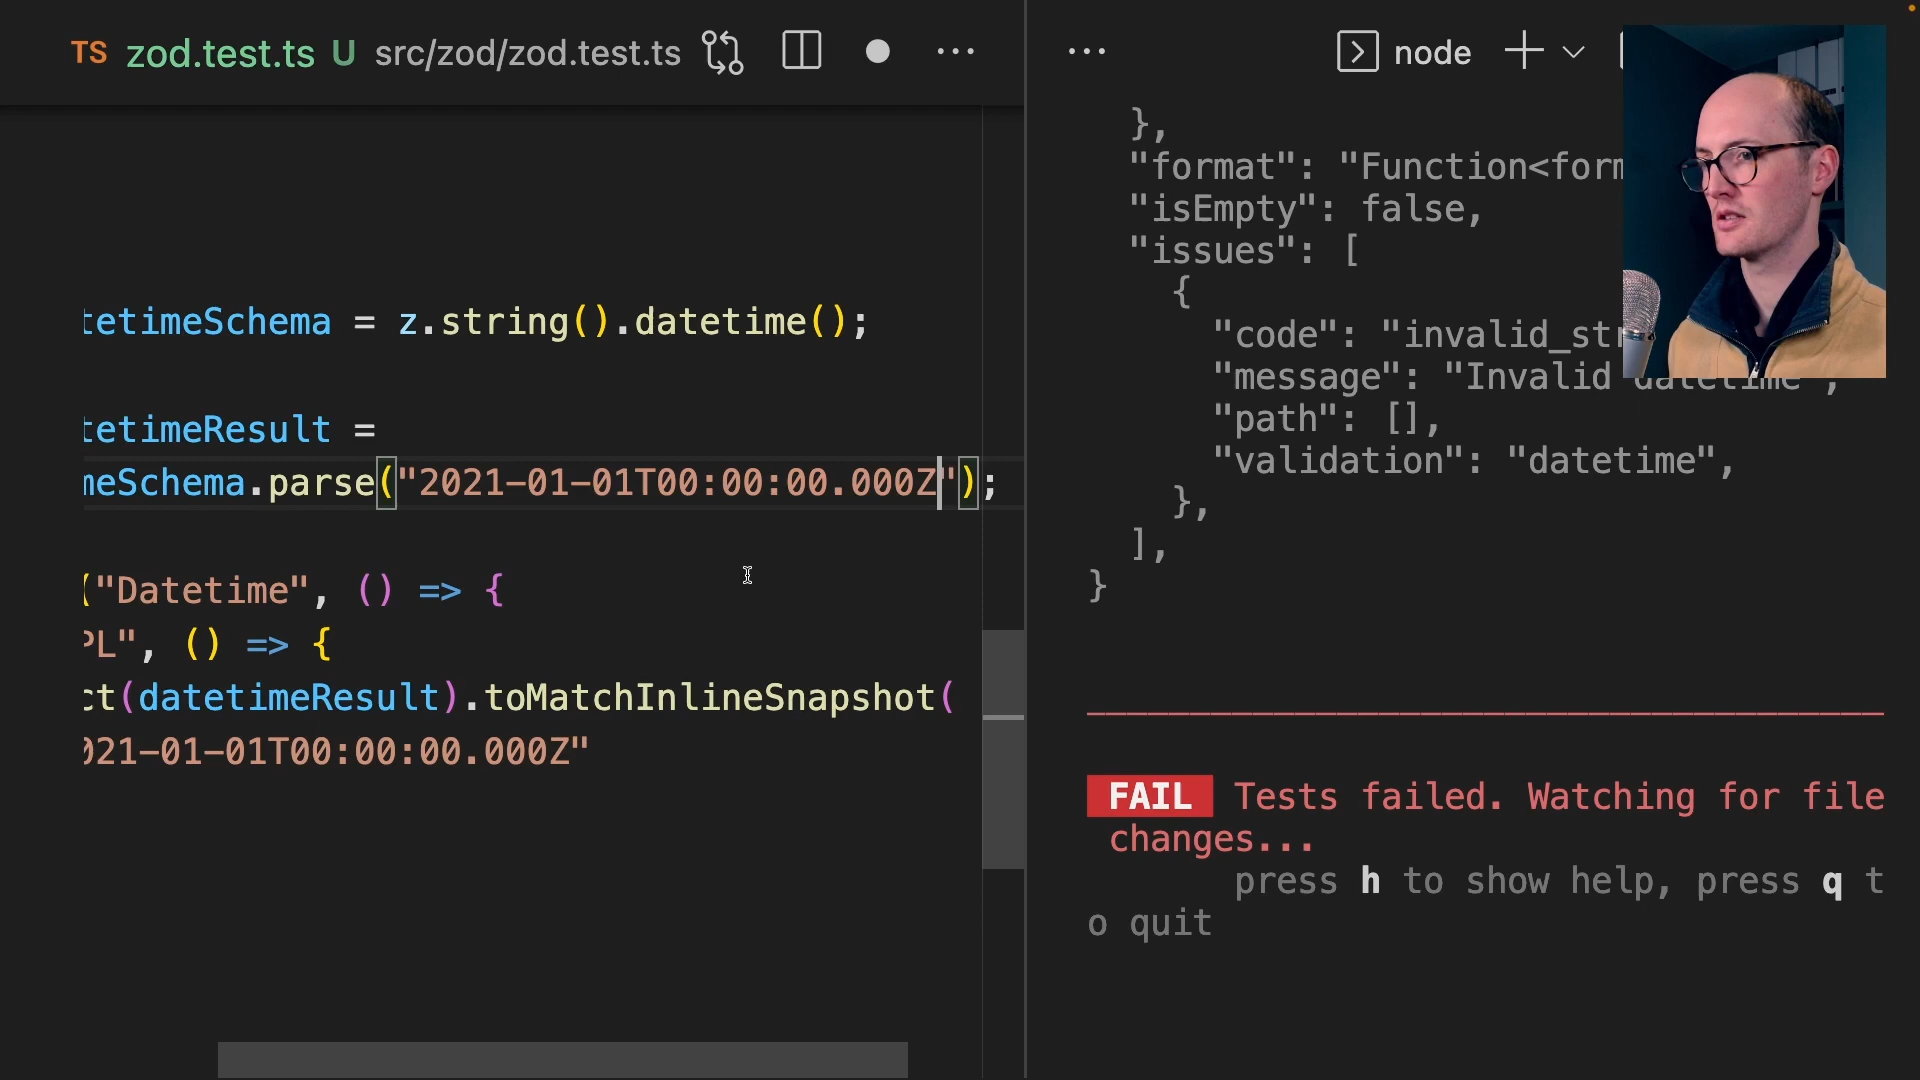 TS zod.test.ts U src/zod/zod.test.ts
tetimeSchema = z.string().datetime();
tetimeResult =
meSchema.parse("2021-01-01T00:00:00.000Z");
("Datetime", () => {
PL", () => {
ct(datetimeResult).toMatchInlineSnapshot(
021-01-01T00:00:00.000Z"
node
},
"format": "Function<form
"isEmpty": false,
"issues": [
{
"code": "invalid_str
"message": "Invalid datetime",
"path": [],
"validation": "datetime",
},
],
}
FAIL Tests failed. Watching for file
changes...
press h to show help, press q t
o quit